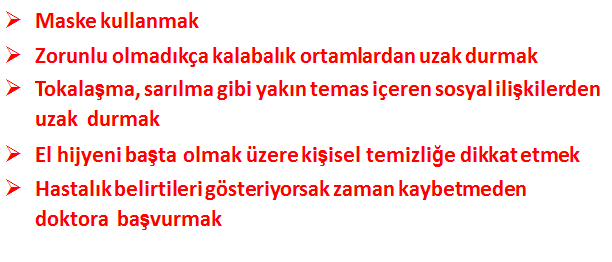 ➢ Maske kullanmak
➢ Zorunlu olmadıkça kalabalık ortamlardan uzak durmak
➢ Tokalaşma, sarılma gibi yakın temas içeren sosyal ilişkilerden
uzak durmak
➢ El hijyeni başta olmak üzere kişisel temizliğe dikkat etmek
➢ Hastalık belirtileri gösteriyorsak zaman kaybetmeden
doktora başvurmak